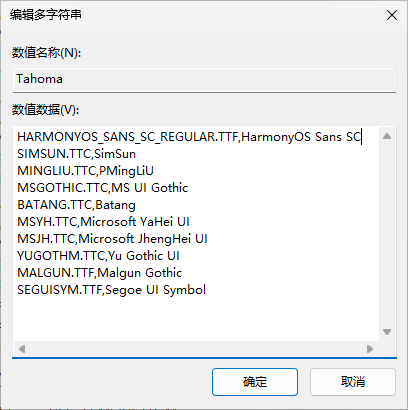 编辑多字符串
数值名称(N):
Tahoma
数值数据(V):
HARMONYOS_SANS_SC_REGULAR.TTF,HarmonyOS Sans SC
SIMSUN.TTC,SimSun
MINGLIU.TTC,PMingLiU
MSGOTHIC.TTC,MS UI Gothic
BATANG.TTC,Batang
MSYH.TTC,Microsoft YaHei UI
MSJH.TTC,Microsoft JhengHei UI
YUGOTHM.TTC,Yu Gothic UI
MALGUN.TTF,Malgun Gothic
SEGUISYM.TTF,Segoe UI Symbol
确定
取消